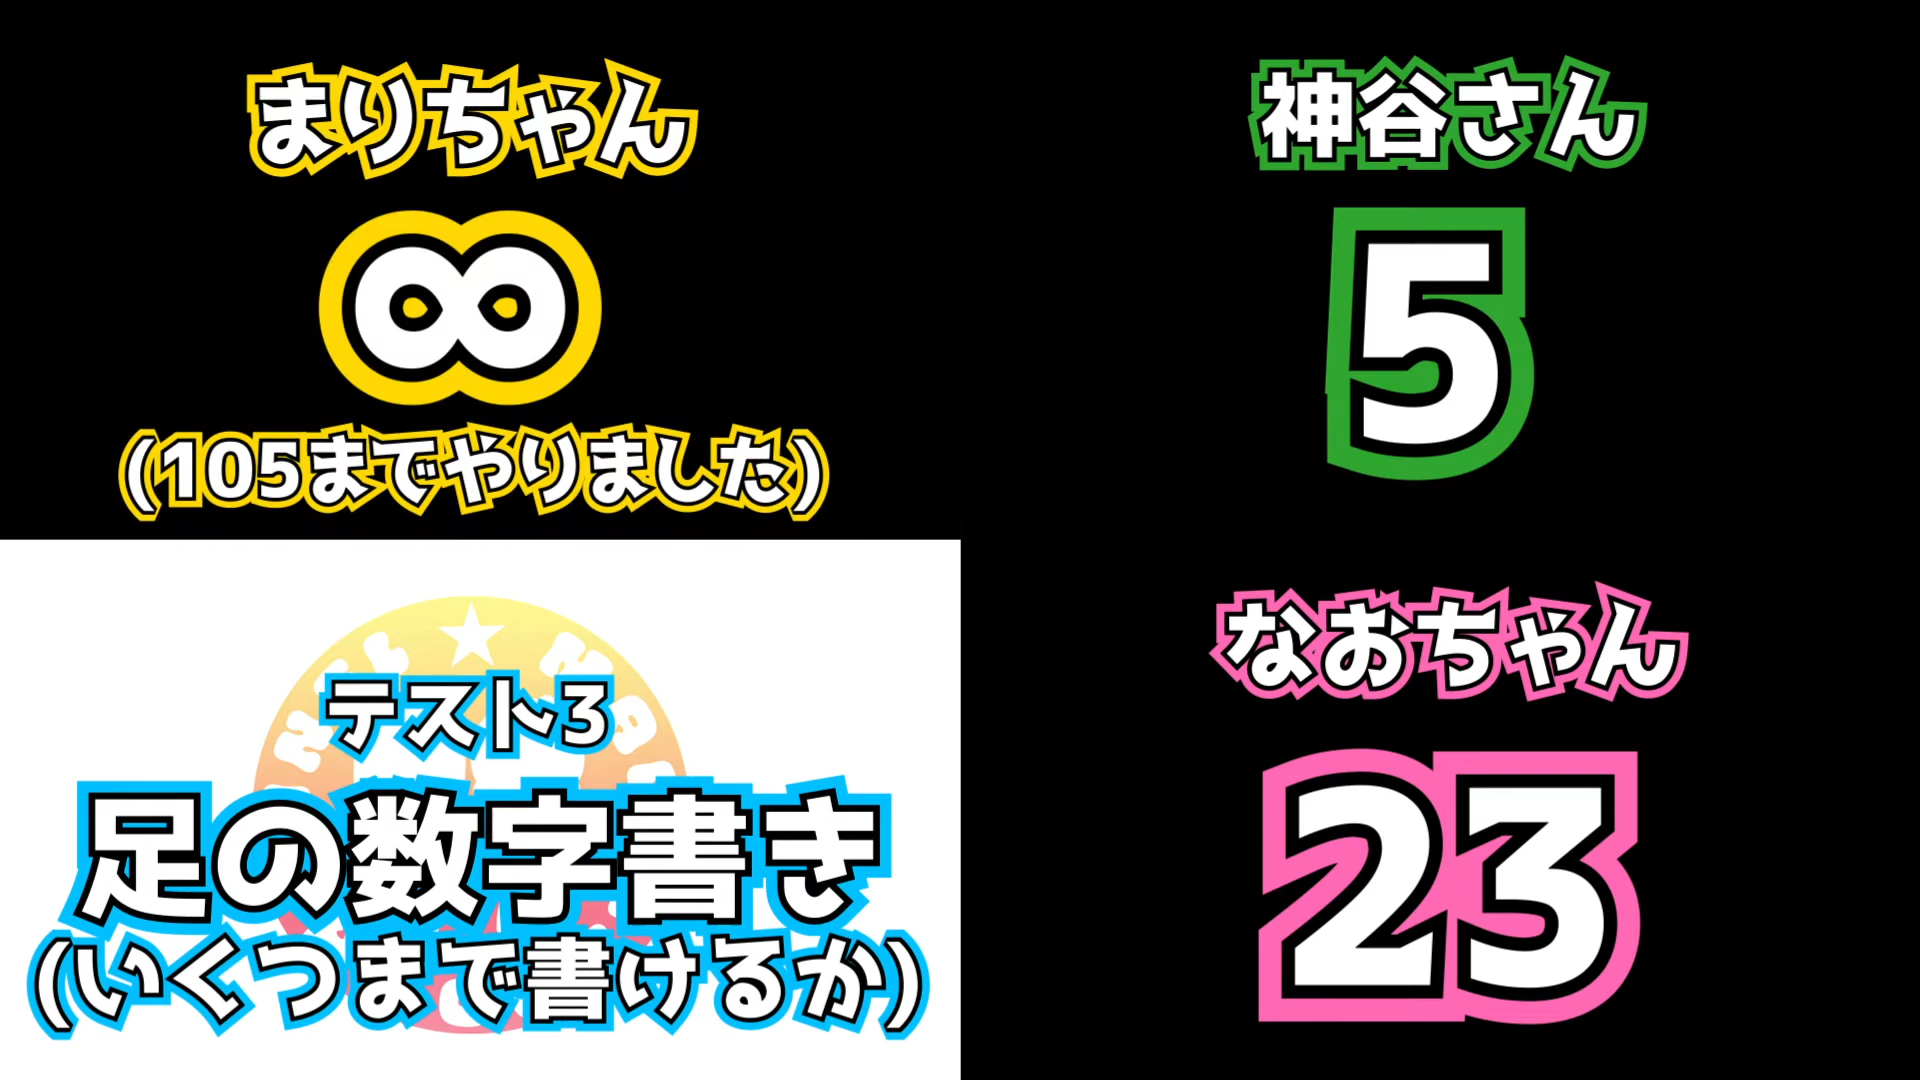 まりちゃん
∞
(105までやりました)
神谷さん
5
テスト3
足の数字書き
(いくつまで書けるか)
なおちゃん
23